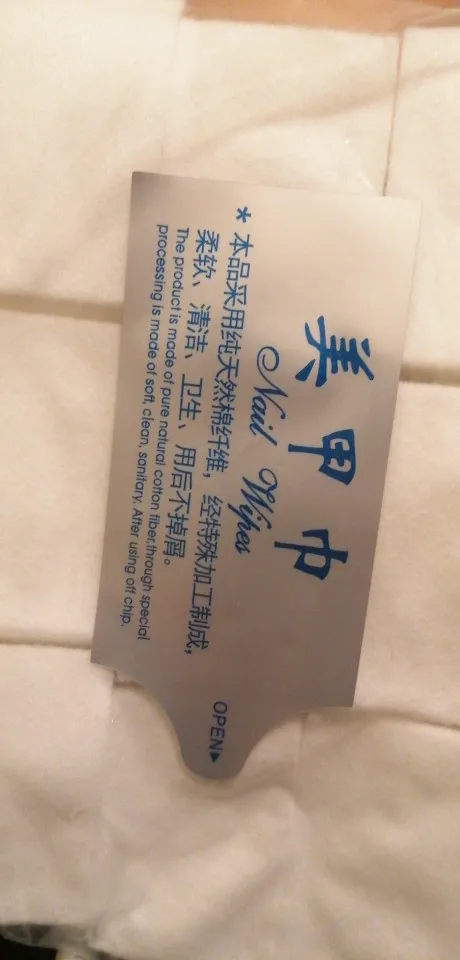 美甲巾
Nail Wipes
* 本品采用纯天然棉纤维，经特殊加工制成，
柔软、清洁、卫生、用后不掉屑。
The product is made of pure natural cotton fiber,through special
processing is made of soft, clean, sanitary. After using off chip.
OPEN▶